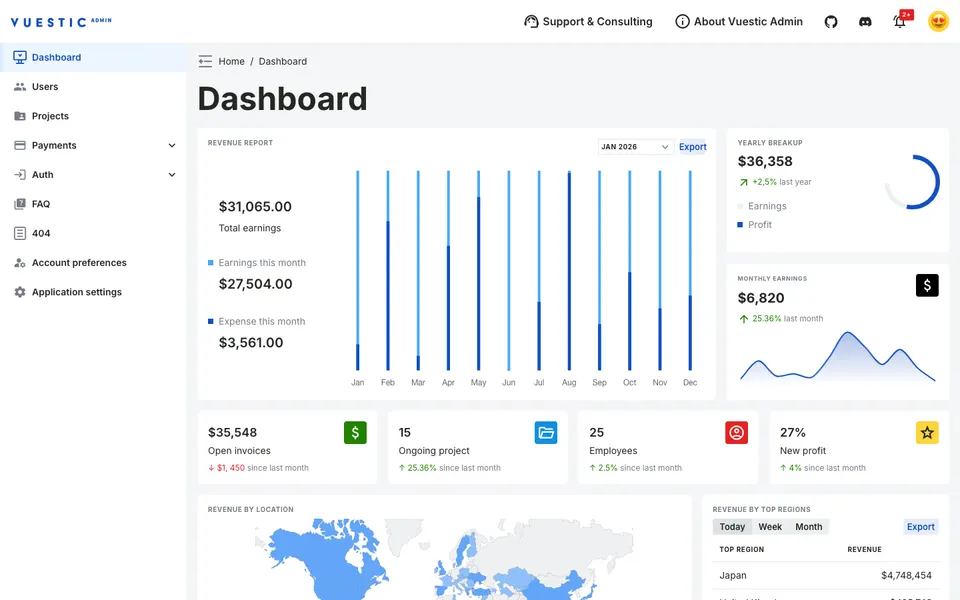 VUESTIC ADMIN
Support & Consulting
About Vuestic Admin
2+
Dashboard
Users
Projects
Payments
Auth
FAQ
404
Account preferences
Application settings
Home / Dashboard
Dashboard
REVENUE REPORT
JAN 2026
Export
$31,065.00
Total earnings
Earnings this month
$27,504.00
Expense this month
$3,561.00
Jan Feb Mar Apr May Jun Jul Aug Sep Oct Nov Dec
YEARLY BREAKUP
$36,358
+2,5% last year
Earnings
Profit
MONTHLY EARNINGS
$6,820
25.36% last month
$
$35,548
$
Open invoices
$1, 450 since last month
15
Ongoing project
25.36% since last month
25
Employees
2.5% since last month
27%
New profit
4% since last month
REVENUE BY LOCATION
REVENUE BY TOP REGIONS
Today Week Month
Export
TOP REGION REVENUE
Japan $4,748,454